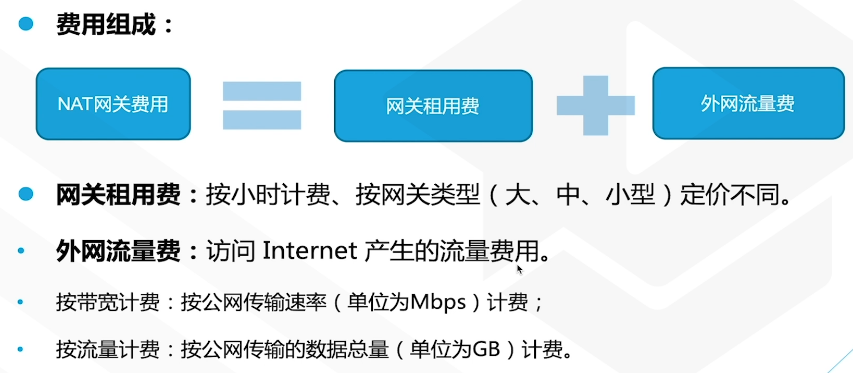 费用组成：
NAT网关费用
网关租用费
外网流量费
网关租用费：按小时计费、按网关类型（大、中、小型）定价不同。
外网流量费：访问 Internet 产生的流量费用。
按带宽计费：按公网传输速率（单位为Mbps）计费；
按流量计费：按公网传输的数据总量（单位为GB）计费。